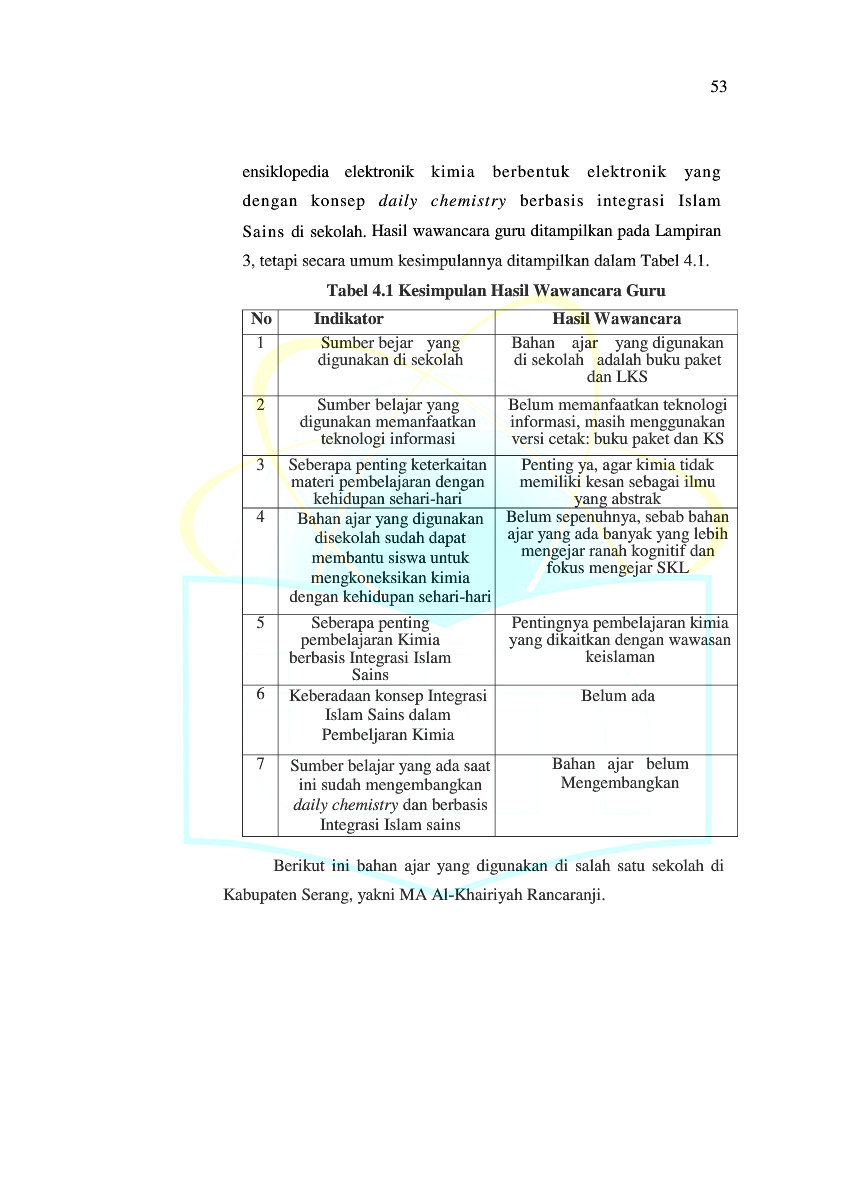 53
ensiklopedia elektronik kimia berbentuk elektronik yang
dengan konsep daily chemistry berbasis integrasi Islam
Sains di sekolah. Hasil wawancara guru ditampilkan pada Lampiran
3, tetapi secara umum kesimpulannya ditampilkan dalam Tabel 4.1.
Tabel 4.1 Kesimpulan Hasil Wawancara Guru
No Indikator Hasil Wawancara
1 Sumber bejar yang Bahan ajar yang digunakan
digunakan di sekolah di sekolah adalah buku paket
dan LKS
2 Sumber belajar yang Belum memanfaatkan teknologi
digunakan memanfaatkan informasi, masih menggunakan
teknologi informasi versi cetak: buku paket dan KS
3 Seberapa penting keterkaitan Penting ya, agar kimia tidak
materi pembelajaran dengan memiliki kesan sebagai ilmu
kehidupan sehari-hari yang abstrak
4 Bahan ajar yang digunakan Belum sepenuhnya, sebab bahan
disekolah sudah dapat ajar yang ada banyak yang lebih
membantu siswa untuk mengejar ranah kognitif dan
mengkoneksikan kimia fokus mengejar SKL
dengan kehidupan sehari-hari
5 Seberapa penting Pentingnya pembelajaran kimia
pembelajaran Kimia yang dikaitkan dengan wawasan
berbasis Integrasi Islam keislaman
Sains
6 Keberadaan konsep Integrasi Belum ada
Islam Sains dalam
Pembeljaran Kimia
7 Sumber belajar yang ada saat Bahan ajar belum
ini sudah mengembangkan Mengembangkan
daily chemistry dan berbasis
Integrasi Islam sains
Berikut ini bahan ajar yang digunakan di salah satu sekolah di
Kabupaten Serang, yakni MA Al-Khairiyah Rancaranji.